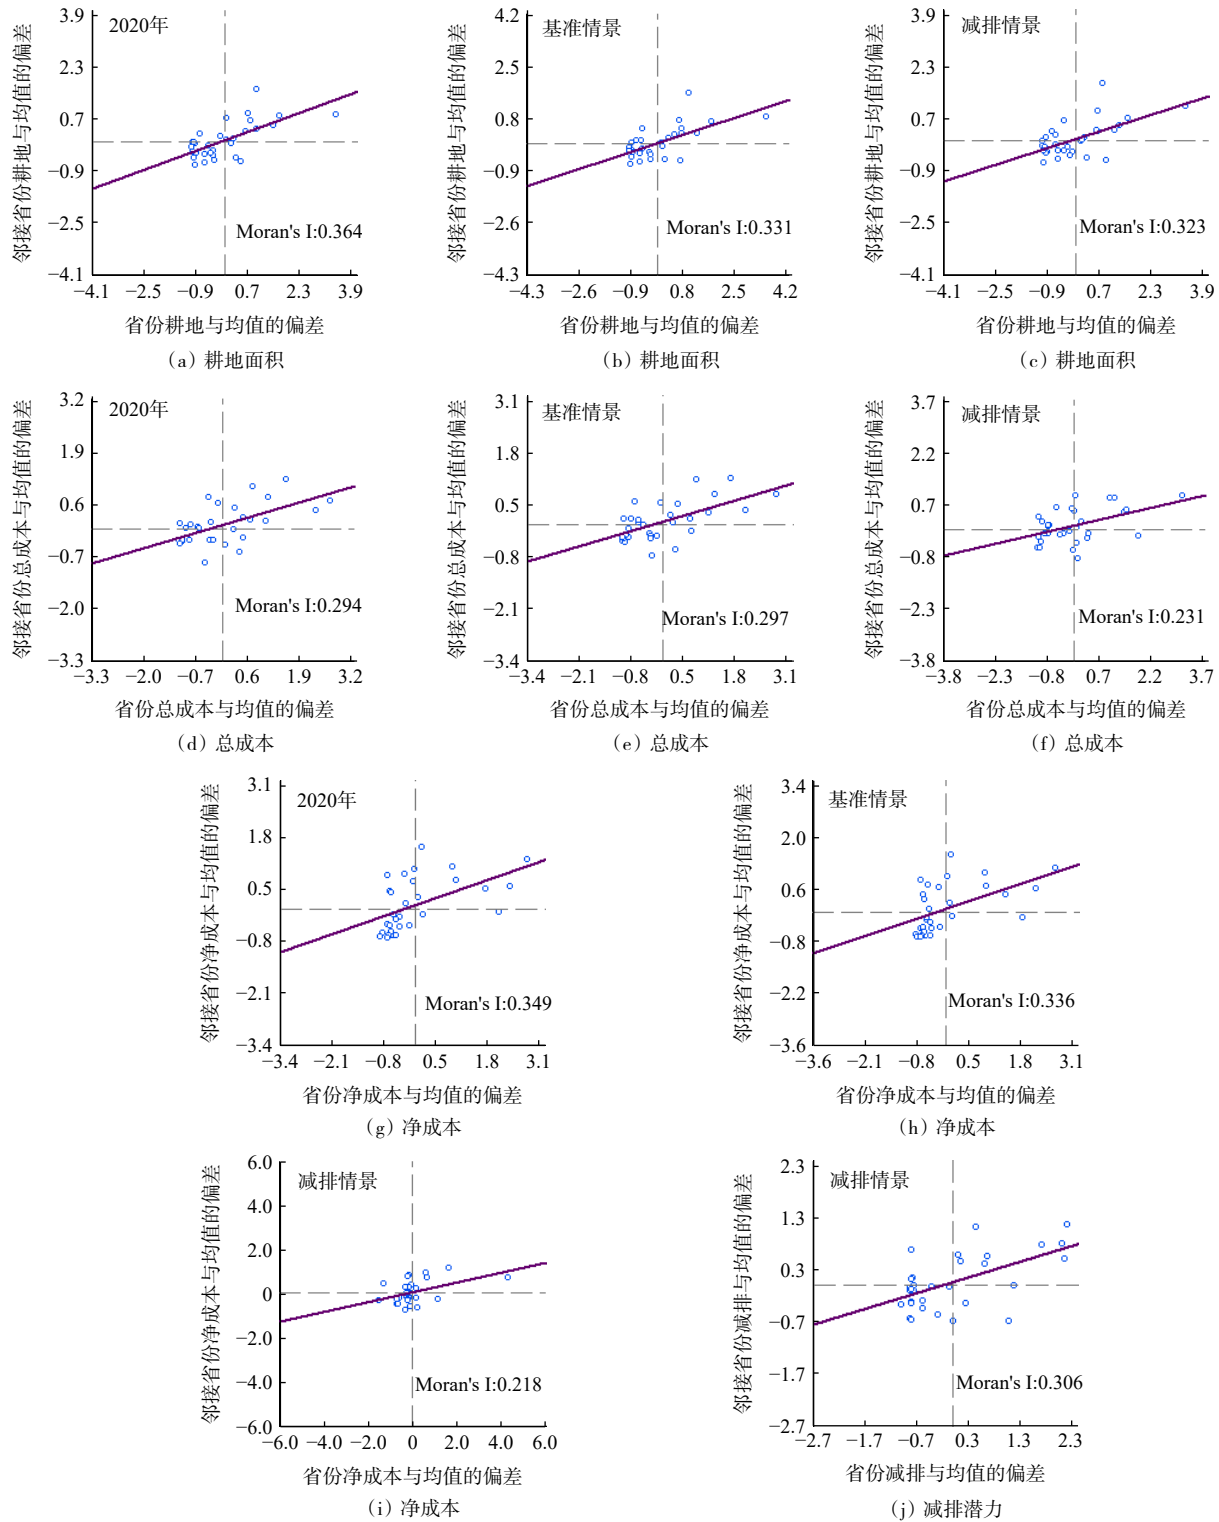 2020年
邻接省份耕地与均值的偏差
3.9
2.3
0.7
−0.9
−2.5
−4.1
Moran's I:0.364
−4.1 −2.5 −0.9 0.7 2.3 3.9
省份耕地与均值的偏差
（a）耕地面积
基准情景
邻接省份耕地与均值的偏差
4.2
2.5
0.8
−0.9
−2.6
−4.3
Moran's I:0.331
−4.3 −2.6 −0.9 0.8 2.5 4.2
省份耕地与均值的偏差
（b）耕地面积
减排情景
邻接省份耕地与均值的偏差
3.9
2.3
0.7
−0.9
−2.5
−4.1
Moran's I:0.323
−4.1 −2.5 −0.9 0.7 2.3 3.9
省份耕地与均值的偏差
（c）耕地面积
2020年
邻接省份总成本与均值的偏差
3.2
1.9
0.6
−0.7
−2.0
−3.3
Moran's I:0.294
−3.3 −2.0 −0.7 0.6 1.9 3.2
省份总成本与均值的偏差
（d）总成本
基准情景
邻接省份总成本与均值的偏差
3.1
1.8
0.5
−0.8
−2.1
−3.4
Moran's I:0.297
−3.4 −2.1 −0.8 0.5 1.8 3.1
省份总成本与均值的偏差
（e）总成本
减排情景
邻接省份总成本与均值的偏差
3.7
2.2
0.7
−0.8
−2.3
−3.8
Moran's I:0.231
−3.8 −2.3 −0.8 0.7 2.2 3.7
省份总成本与均值的偏差
（f）总成本
2020年
邻接省份净成本与均值的偏差
3.1
1.8
0.5
−0.8
−2.1
−3.4
Moran's I:0.349
−3.4 −2.1 −0.8 0.5 1.8 3.1
省份净成本与均值的偏差
（g）净成本
基准情景
邻接省份净成本与均值的偏差
3.4
2.0
0.6
−0.8
−2.2
−3.6
Moran's I:0.336
−3.6 −2.1 −0.8 0.5 1.8 3.1
省份净成本与均值的偏差
（h）净成本
减排情景
邻接省份净成本与均值的偏差
6.0
4.0
2.0
0
−2.0
−4.0
−6.0
Moran's I:0.218
−6.0 −4.0 −2.0 0 2.0 4.0 6.0
省份净成本与均值的偏差
（i）净成本
减排情景
邻接省份减排与均值的偏差
2.3
1.3
0.3
−0.7
−1.7
−2.7
Moran's I:0.306
−2.7 −1.7 −0.7 0.3 1.3 2.3
省份减排与均值的偏差
（j）减排潜力